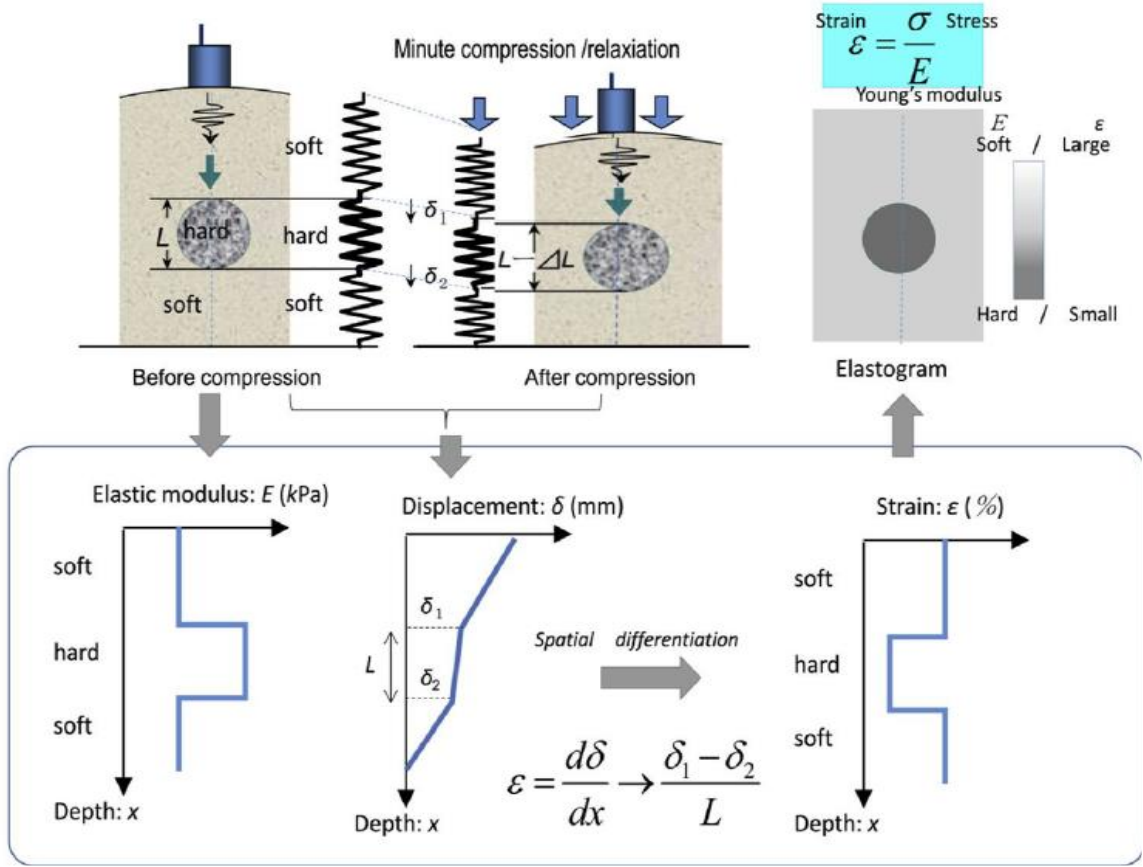 Strain Stress
ε = σ / E
Young's modulus
Minute compression /relaxiation
E ε
Soft / Large
Hard / Small
Elastogram
soft
hard
soft
L
hard
soft
δ1
δ2
L—ΔL
Before compression
After compression
Elastic modulus: E (kPa)
soft
hard
soft
Depth: x
Displacement: δ (mm)
δ1
L
δ2
Depth: x
Spatial differentiation
ε = dδ/dx → δ1 − δ2 / L
Strain: ε (%)
soft
hard
soft
Depth: x